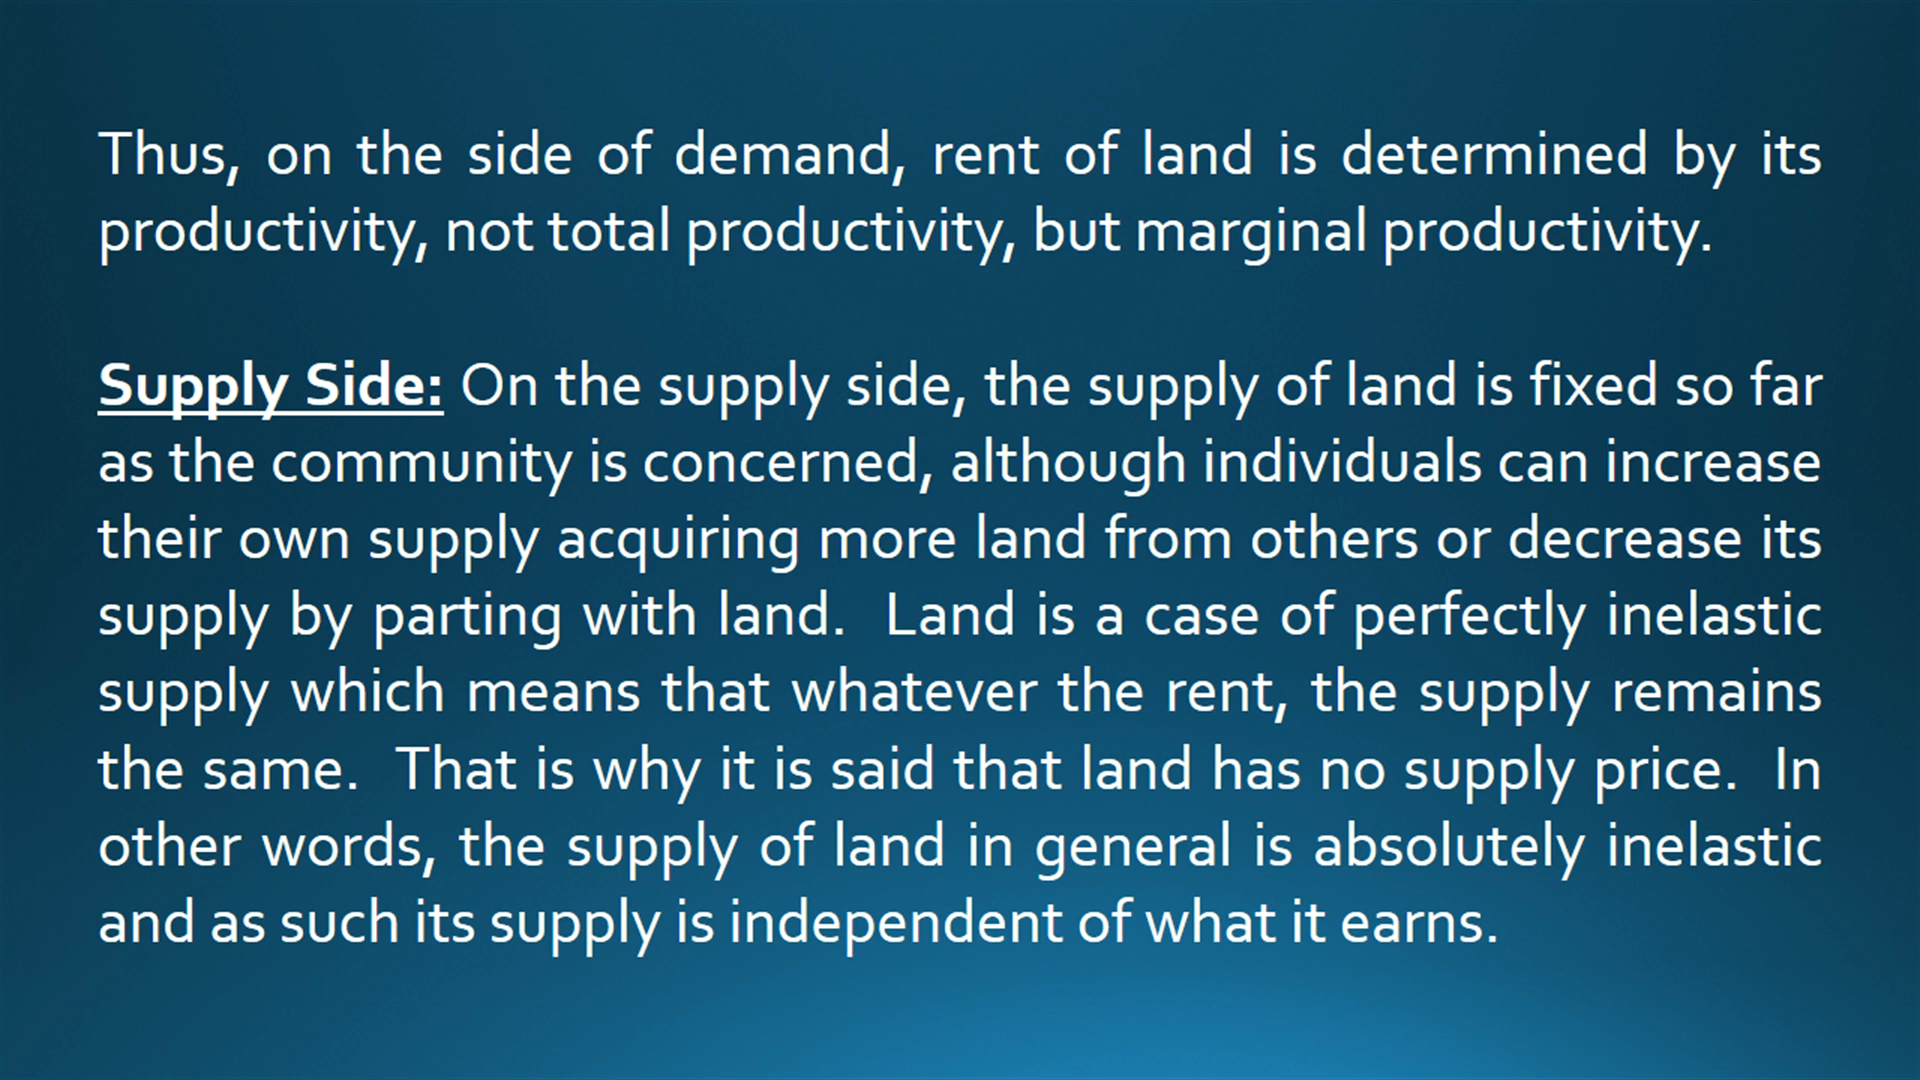 Thus, on the side of demand, rent of land is determined by its
productivity, not total productivity, but marginal productivity.
Supply Side: On the supply side, the supply of land is fixed so far
as the community is concerned, although individuals can increase
their own supply acquiring more land from others or decrease its
supply by parting with land.  Land is a case of perfectly inelastic
supply which means that whatever the rent, the supply remains
the same.  That is why it is said that land has no supply price.  In
other words, the supply of land in general is absolutely inelastic
and as such its supply is independent of what it earns.